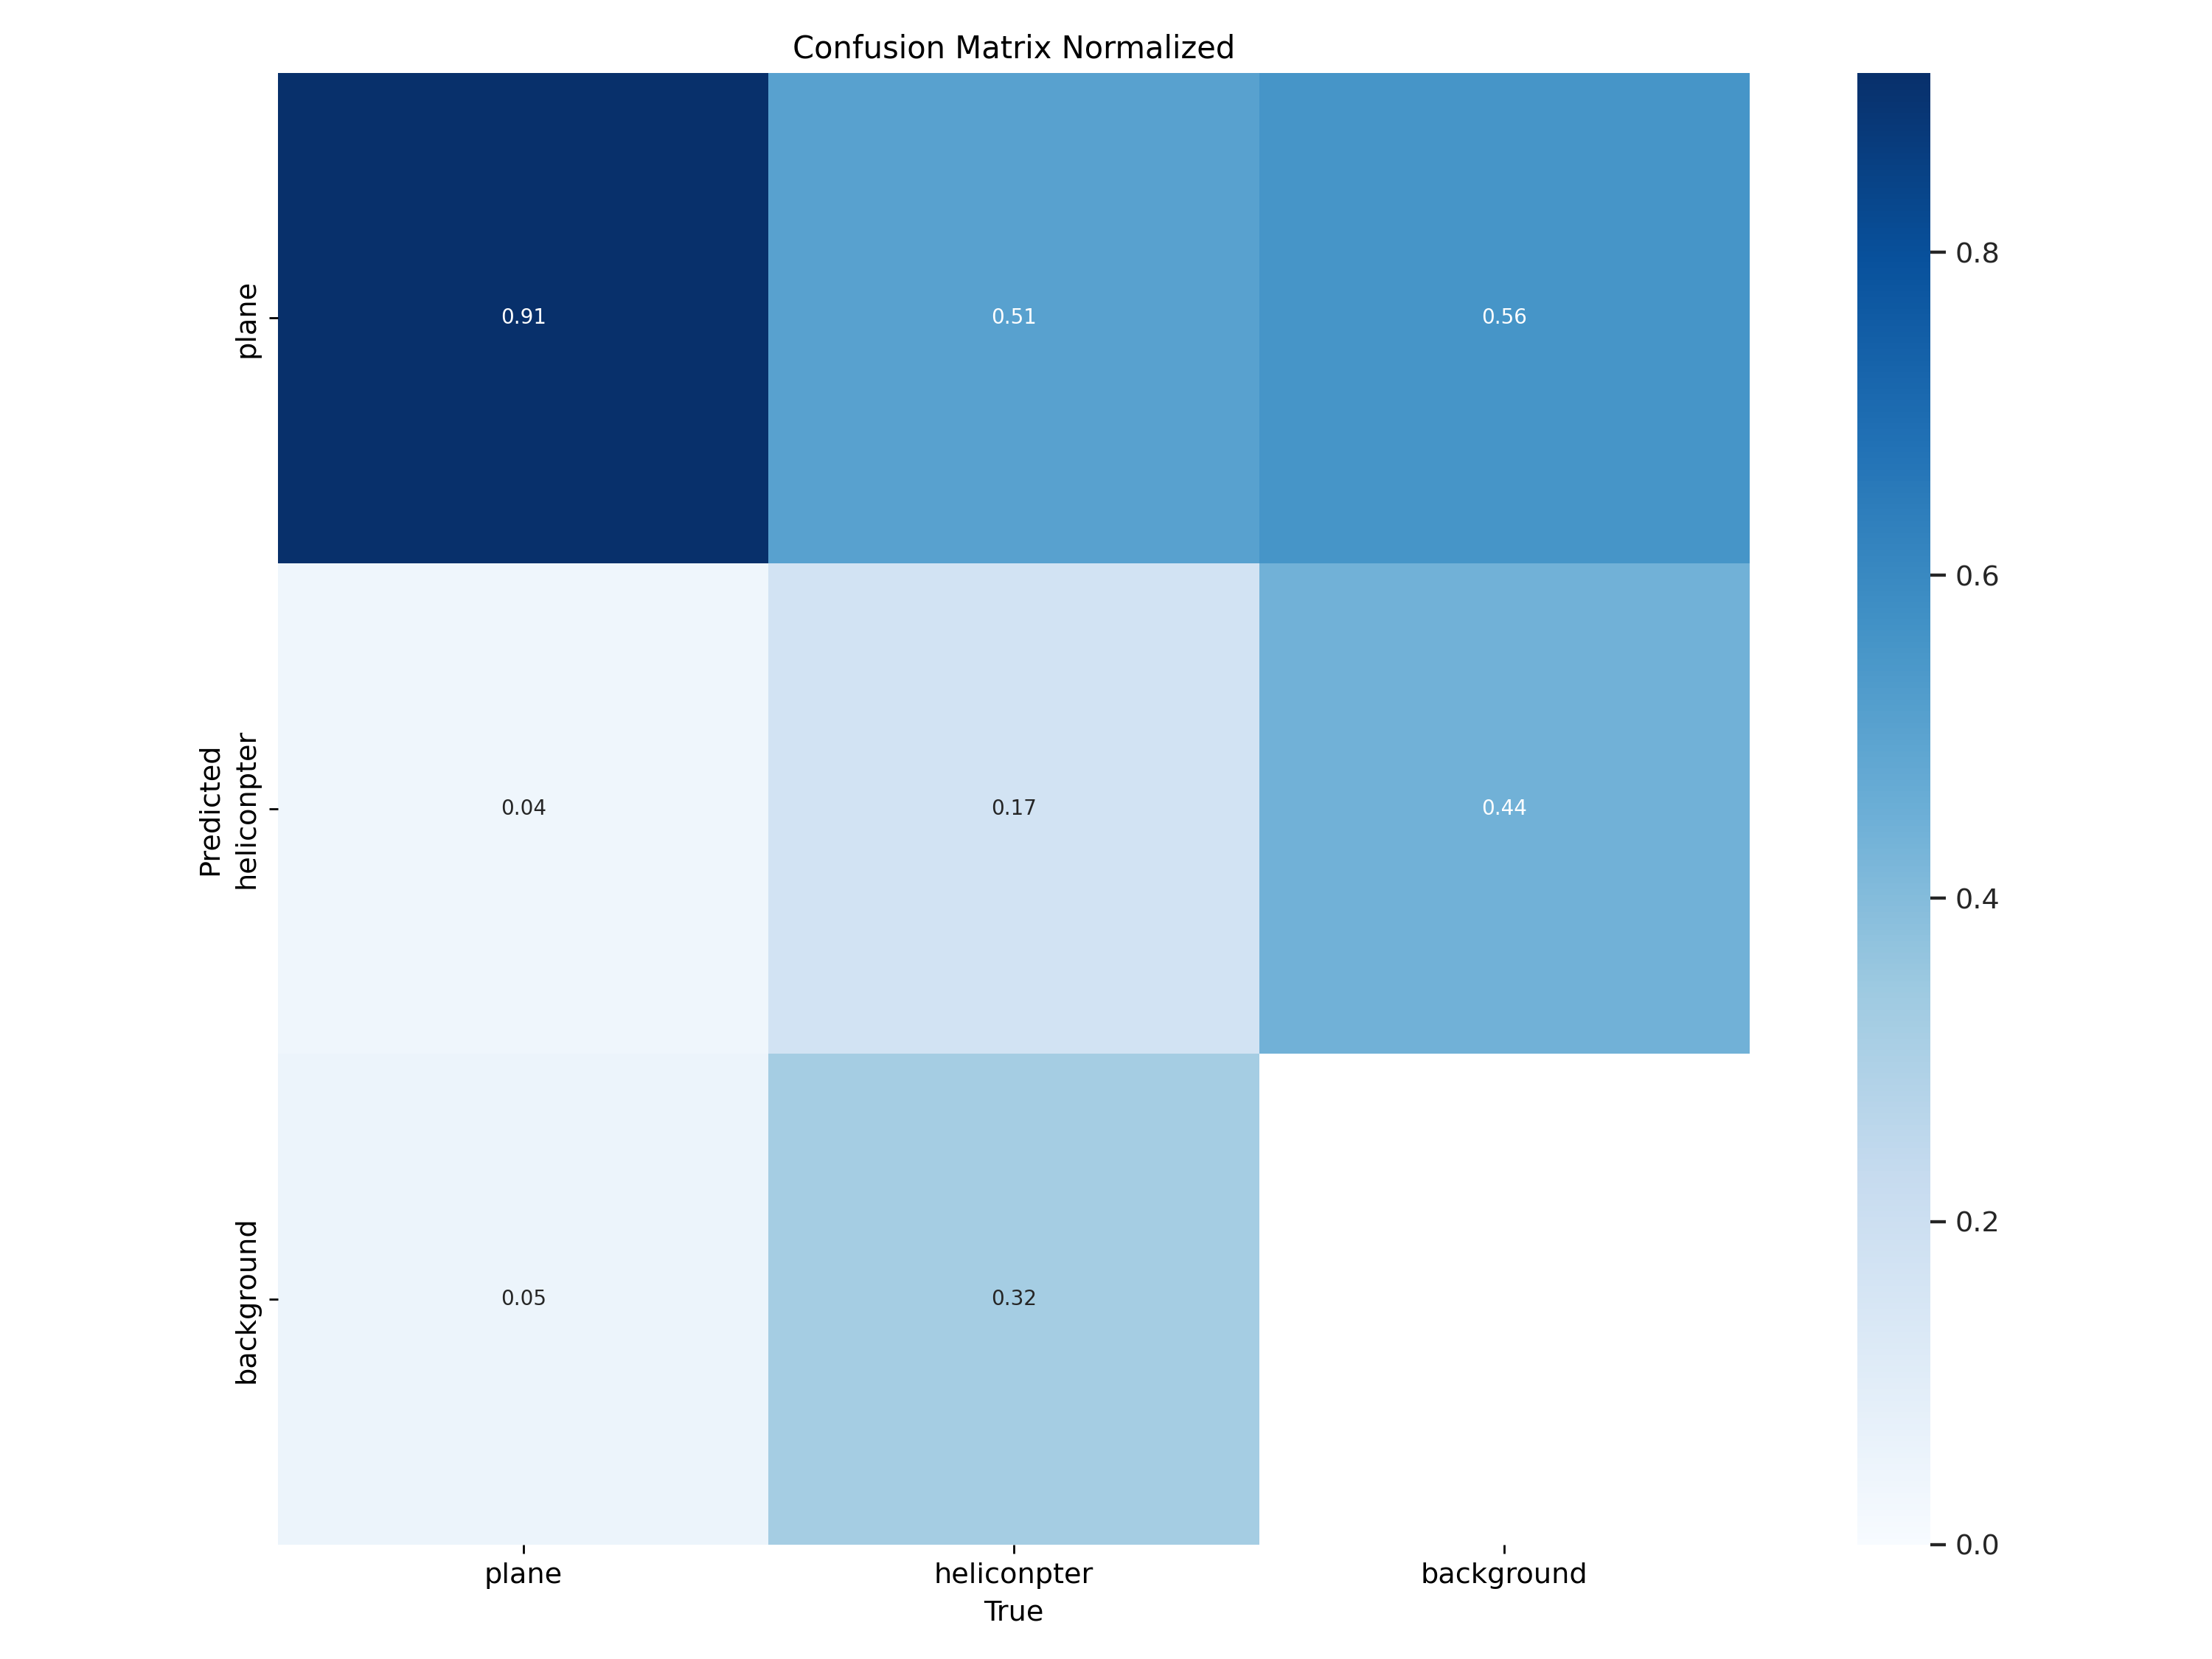 Confusion Matrix Normalized
plane
0.91
0.51
0.56
Predicted
heliconpter
0.04
0.17
0.44
background
0.05
0.32
plane
heliconpter
background
True
0.8
0.6
0.4
0.2
0.0